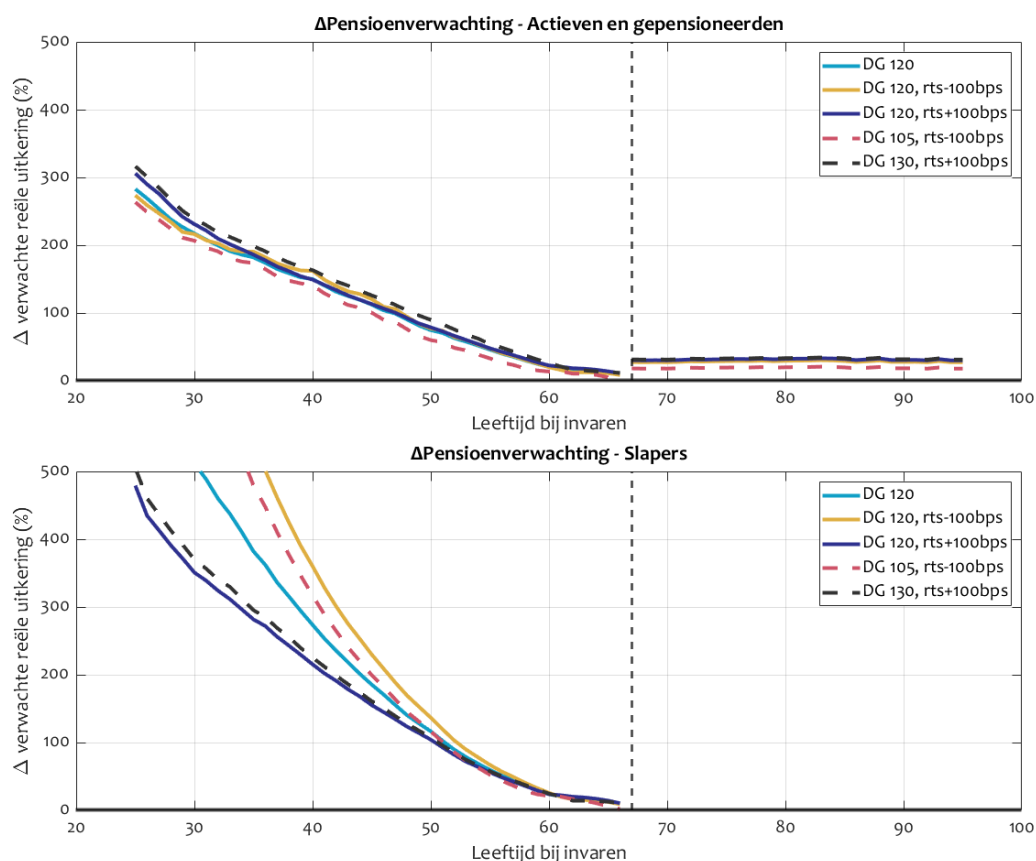 ΔPensioenverwachting - Actieven en gepensioneerden
Δ verwachte reële uitkering (%)
500
400
300
200
100
0
DG 120
DG 120, rts-100bps
DG 120, rts+100bps
DG 105, rts-100bps
DG 130, rts+100bps
20 30 40 50 60 70 80 90 100
Leeftijd bij invaren
ΔPensioenverwachting - Slapers
Δ verwachte reële uitkering (%)
500
400
300
200
100
0
DG 120
DG 120, rts-100bps
DG 120, rts+100bps
DG 105, rts-100bps
DG 130, rts+100bps
20 30 40 50 60 70 80 90 100
Leeftijd bij invaren